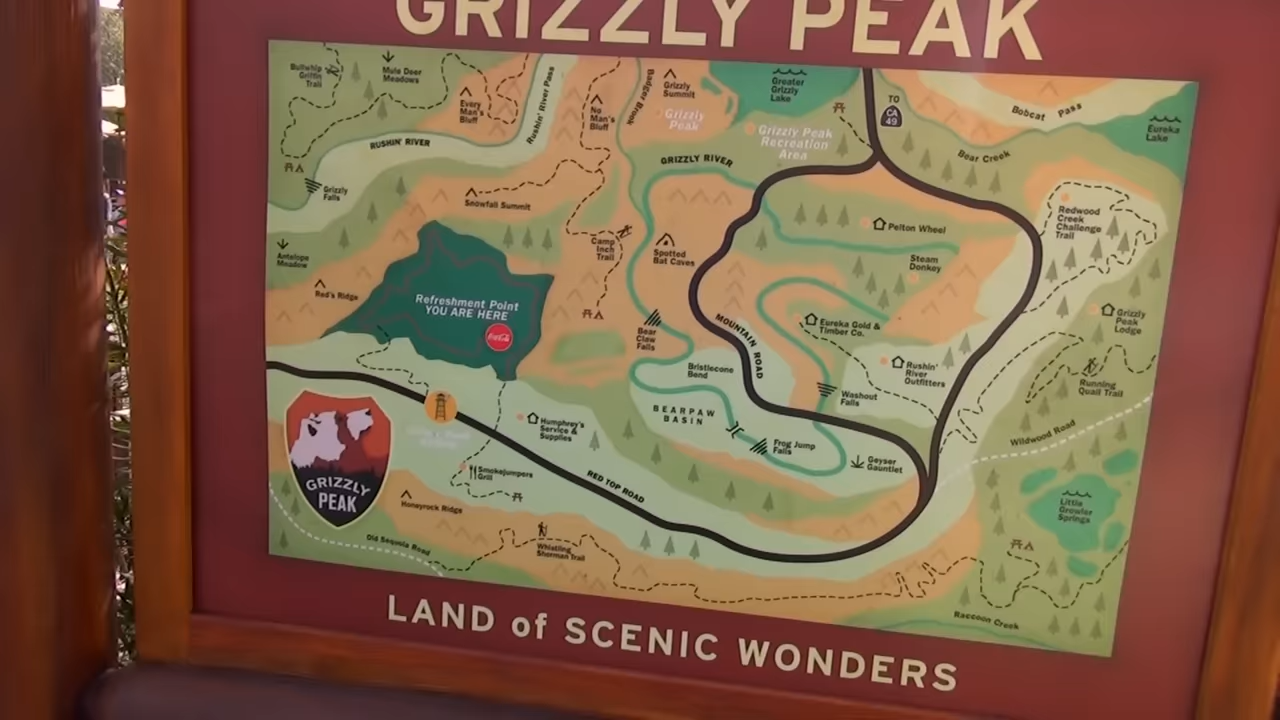 GRIZZLY PEAK
Bullwhip
Griffin
Trail
Mule Deer
Meadows
Every
Man's
Bluff
Rushin' River Pass
No
Man's
Bluff
Badger Brook
Grizzly
Summit
Grizzly
Peak
Greater
Grizzly
Lake
Grizzly Peak
Recreation
Area
TO
CA
49
Bobcat Pass
Eureka
Lake
Bear Creek
RUSHIN' RIVER
GRIZZLY RIVER
Grizzly
Falls
Snowfall Summit
Redwood
Creek
Challenge
Trail
Pelton Wheel
Antelope
Meadow
Camp
Inch
Trail
Spotted
Bat Caves
Steam
Donkey
Red's Ridge
Refreshment Point
YOU ARE HERE
Coca-Cola
Bear
Claw
Falls
MOUNTAIN ROAD
Eureka Gold &
Timber Co.
Grizzly
Peak
Lodge
Bristlecone
Bend
Rushin'
River
Outfitters
Running
Quail Trail
Washout
Falls
BEARPAW
BASIN
Humphrey's
Service &
Supplies
Frog Jump
Falls
Geyser
Gauntlet
Wildwood Road
GRIZZLY
PEAK
Smokejumpers
Grill
RED TOP ROAD
Little
Growler
Springs
Honeyrock Ridge
Old Sequoia Road
Whistling
Sherman Trail
Raccoon Creek
LAND of SCENIC WONDERS